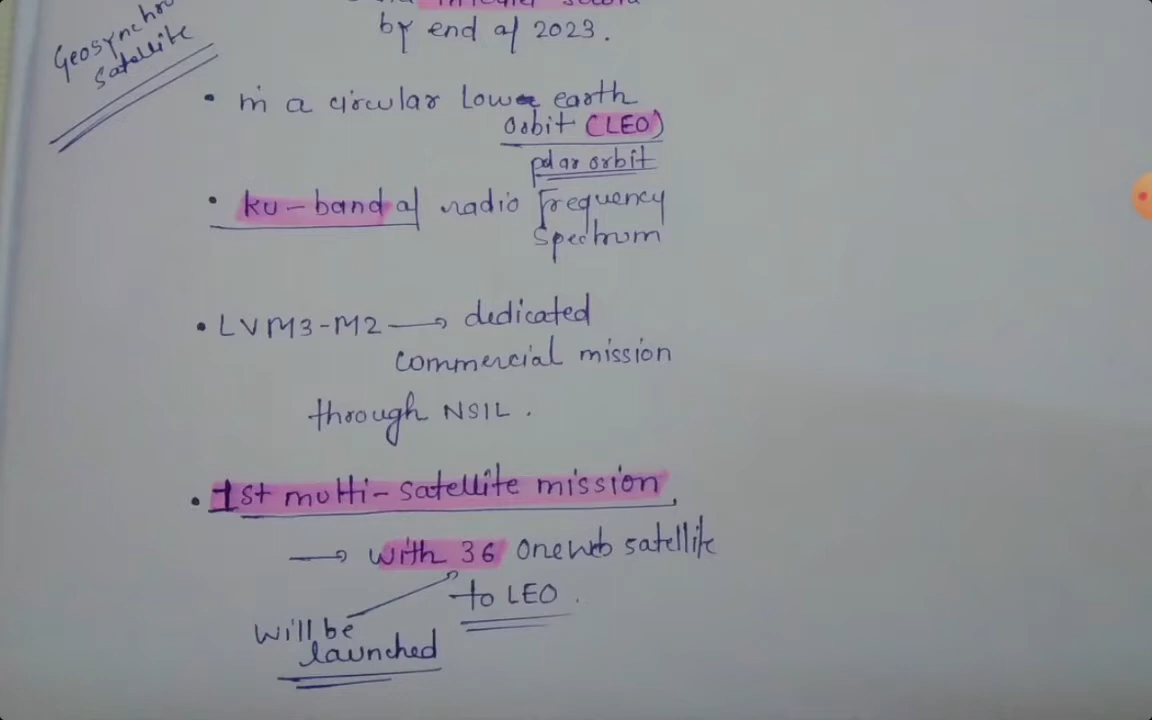 Geosynchro
Satellite
by end of 2023.
• in a circular Lower earth
orbit (LEO)
polar orbit
• ku-band of radio Frequency
Spectrum
• LVM3-M2 → dedicated
commercial mission
through NSIL.
• 1st multi-satellite mission,
→ with 36 oneweb satellite
to LEO.
will be
launched